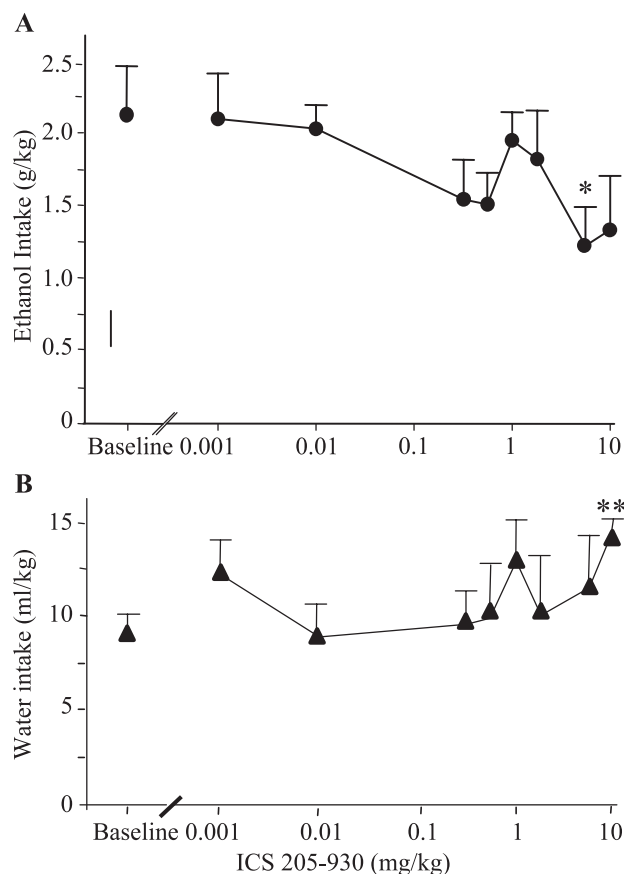 A
Ethanol Intake (g/kg)
2.5
2.0
1.5
1.0
0.5
0
*
Baseline 0.001 0.01 0.1 1 10
B
Water intake (ml/kg)
15
10
5
0
**
Baseline 0.001 0.01 0.1 1 10
ICS 205-930 (mg/kg)